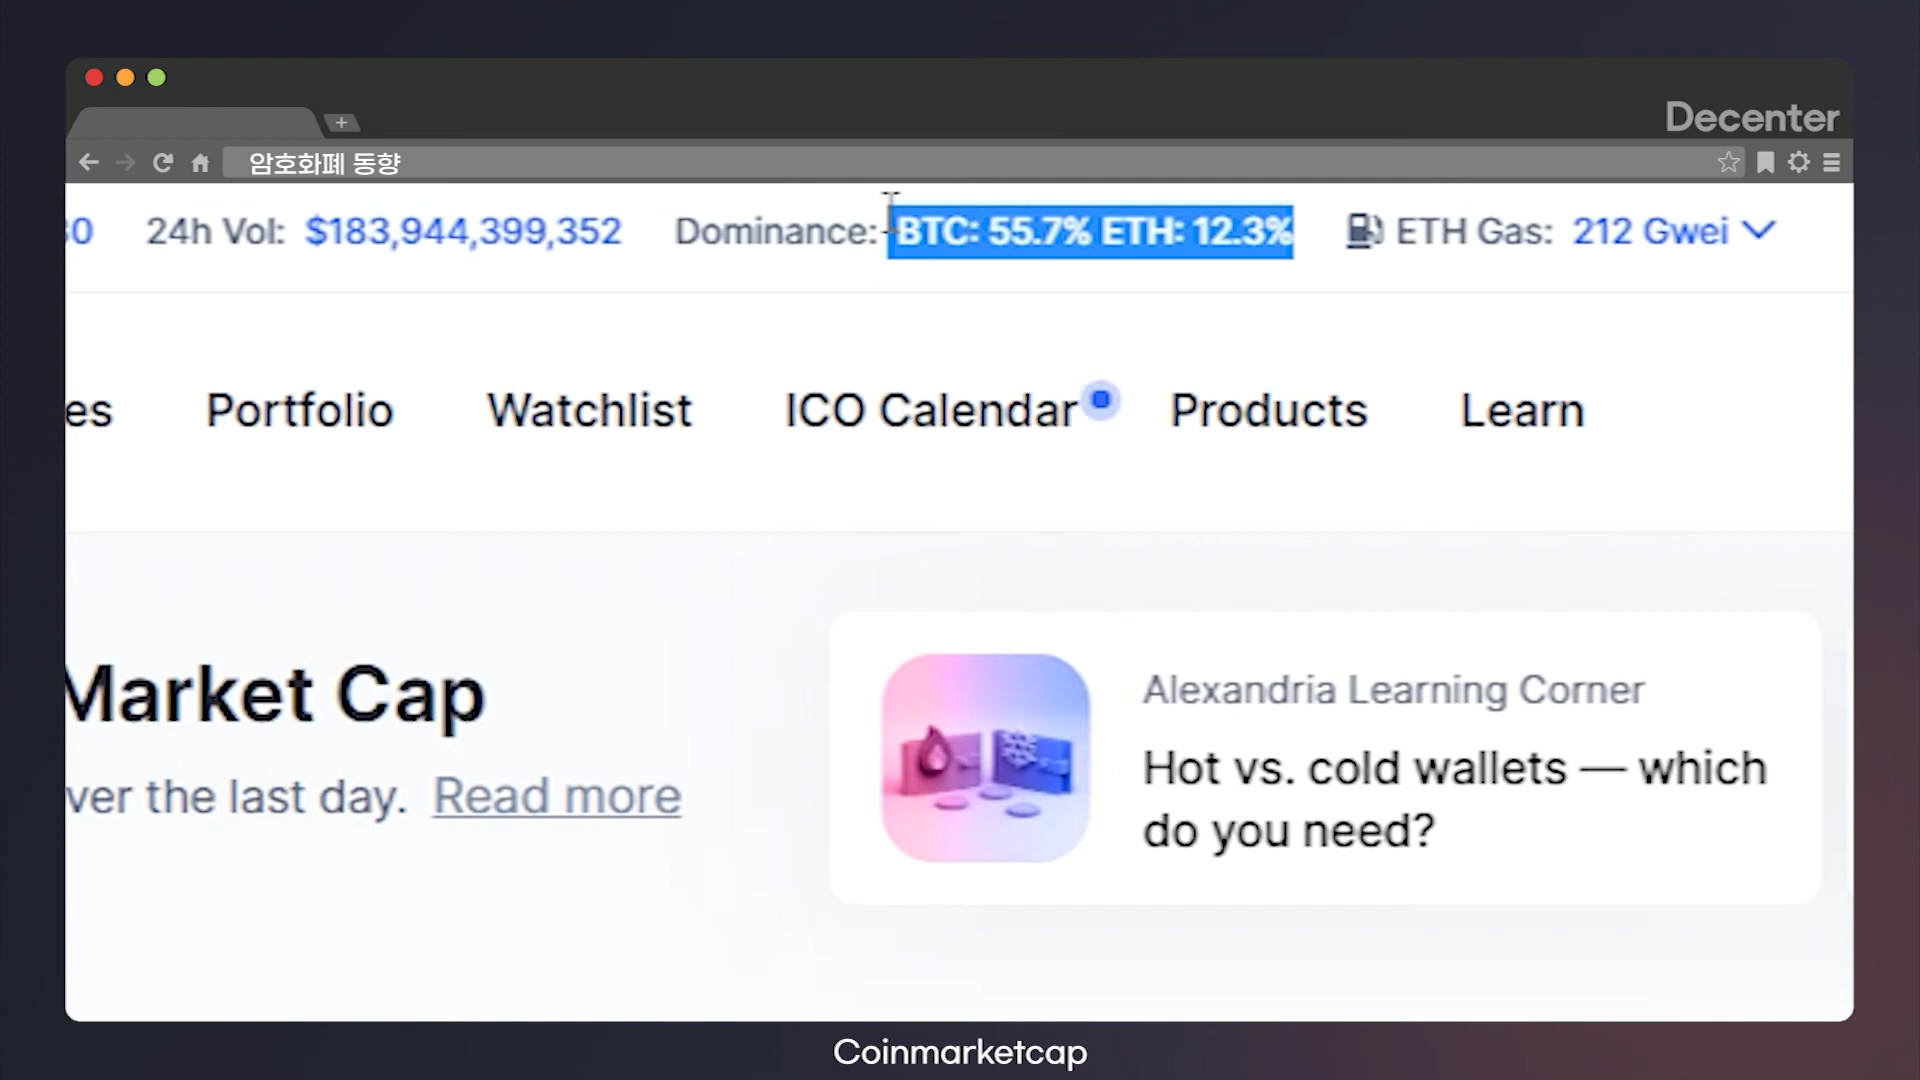 Decenter
암호화폐 동향
30 24h Vol: $183,944,399,352 Dominance: BTC: 55.7% ETH: 12.3% ETH Gas: 212 Gwei
es Portfolio Watchlist ICO Calendar Products Learn
Market Cap
ver the last day. Read more
Alexandria Learning Corner
Hot vs. cold wallets — which
do you need?
Coinmarketcap